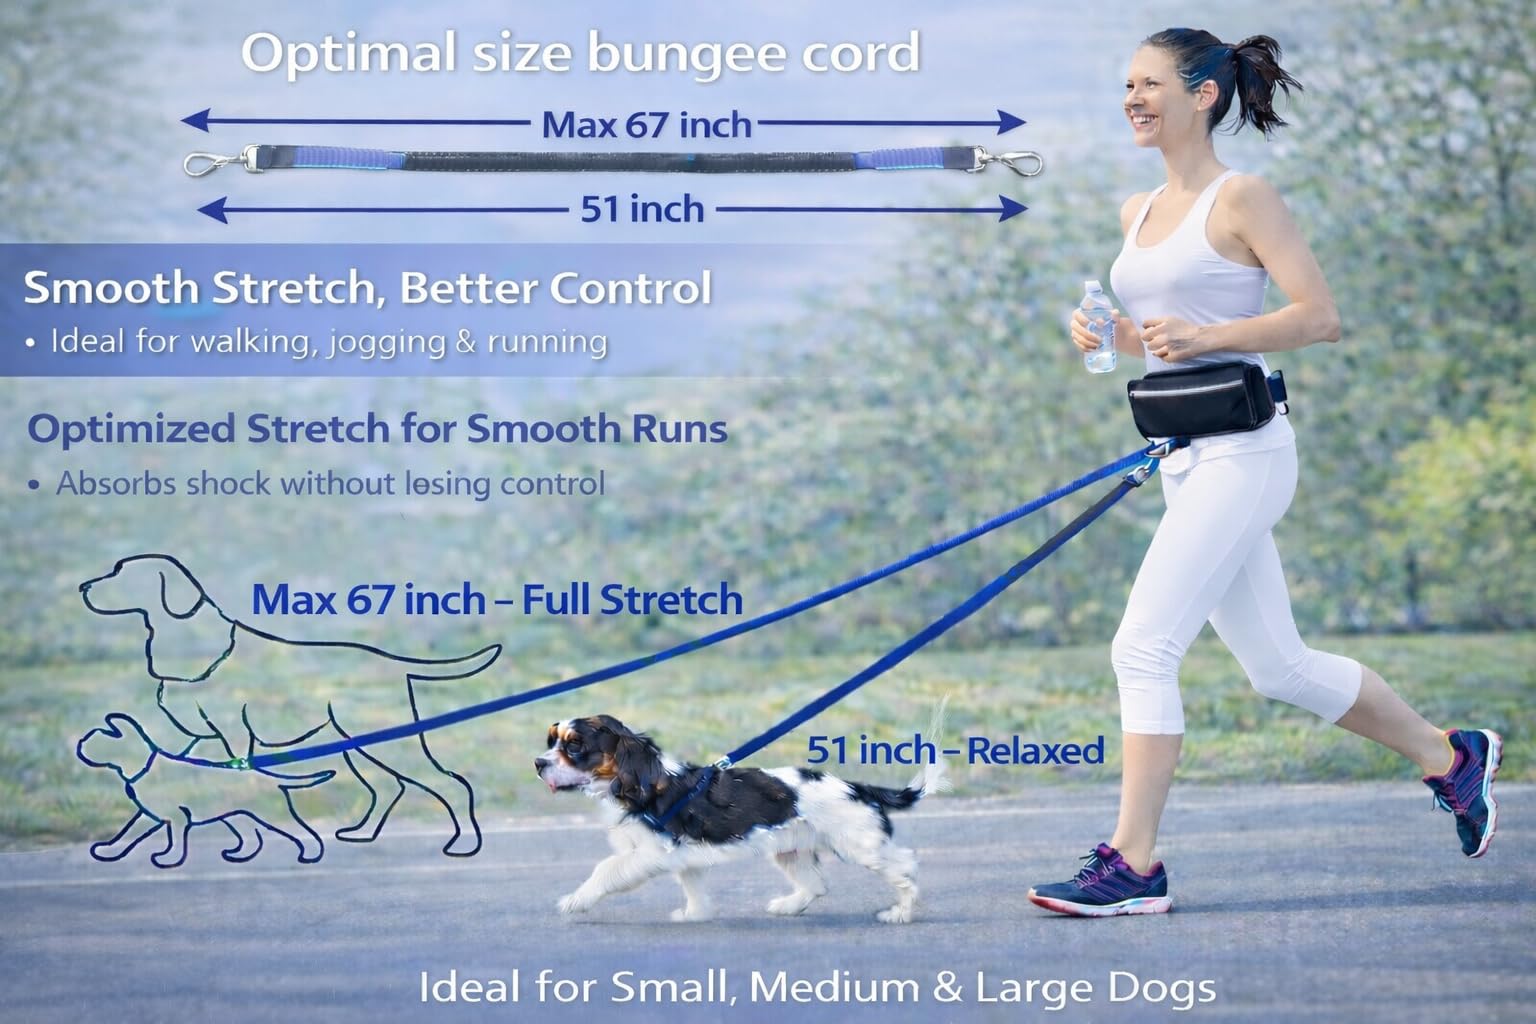 Optimal size bungee cord
Max 67 inch
51 inch
Smooth Stretch, Better Control
• Ideal for walking, jogging & running
Optimized Stretch for Smooth Runs
• Absorbs shock without lesing control
Max 67 inch – Full Stretch
51 inch – Relaxed
Ideal for Small, Medium & Large Dogs